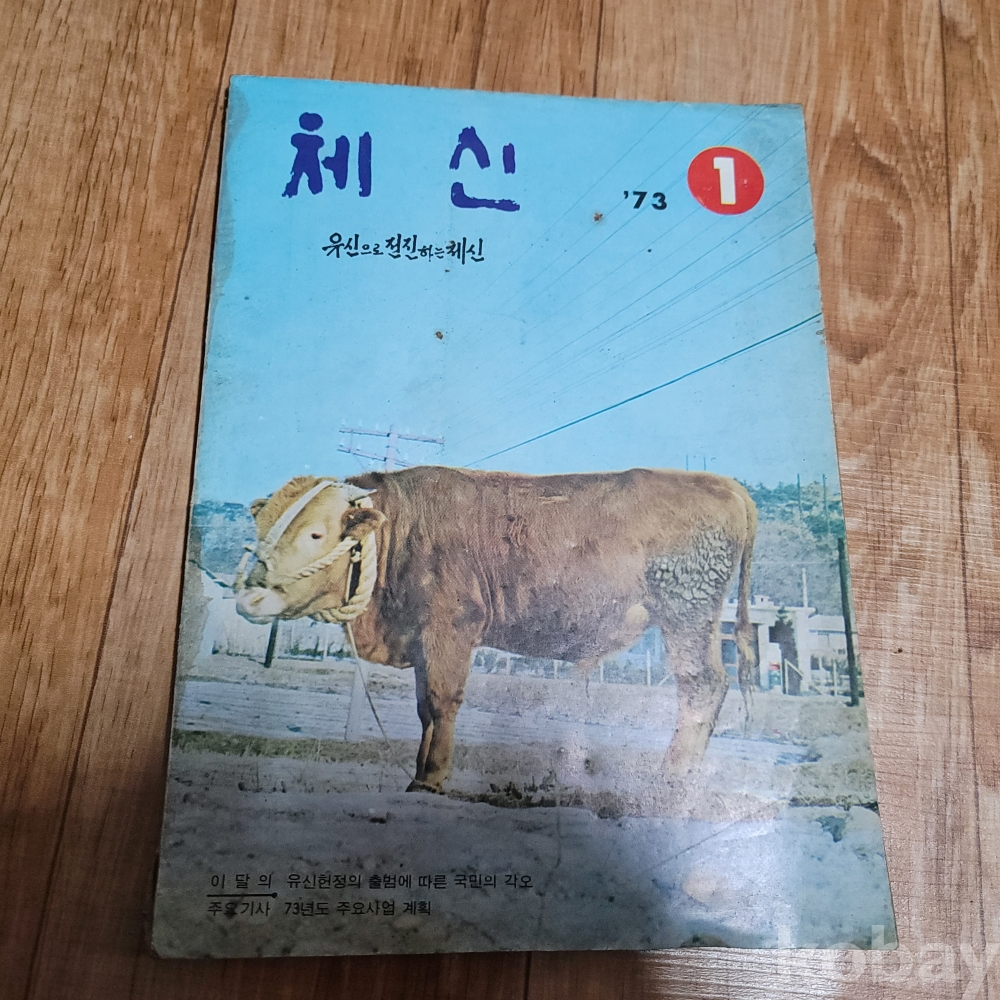 체 신
'73 1
유신으로 전진하는 체신
이 달 의 유신헌정의 출범에 따른 국민의 각오
주요기사 73년도 주요사업 계획
kobay